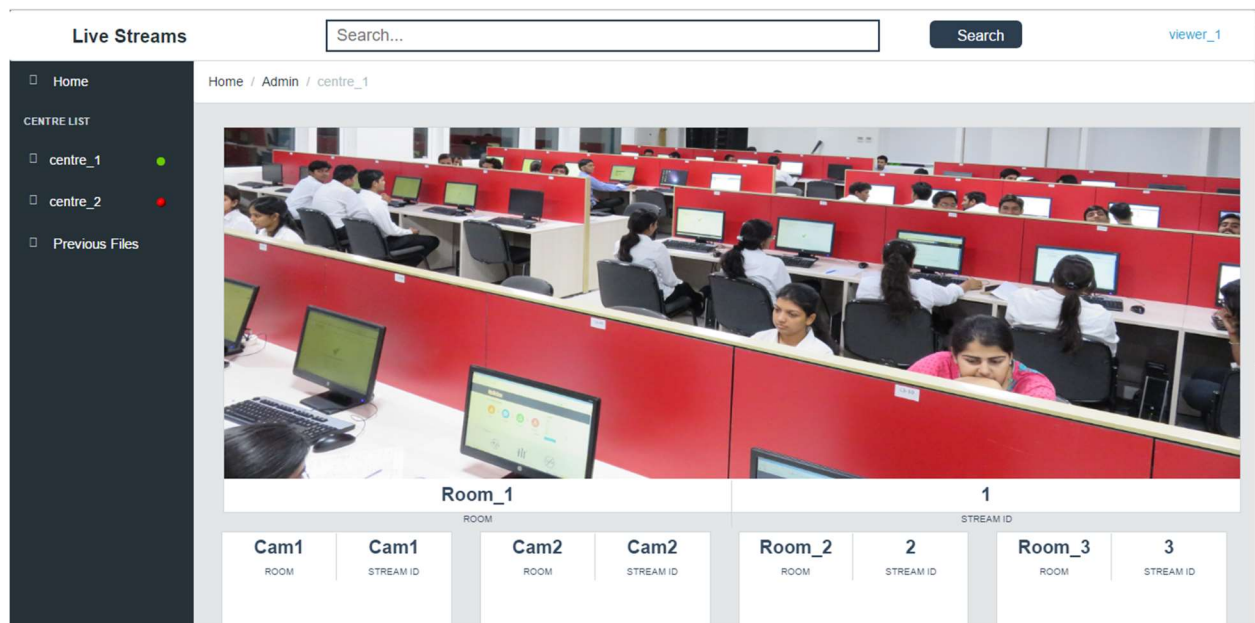 Live Streams
Search...
Search
viewer_1
Home
Home / Admin / centre_1
CENTRE LIST
centre_1
centre_2
Previous Files
Room_1
ROOM
1
STREAM ID
Cam1
ROOM
Cam1
STREAM ID
Cam2
ROOM
Cam2
STREAM ID
Room_2
ROOM
2
STREAM ID
Room_3
ROOM
3
STREAM ID